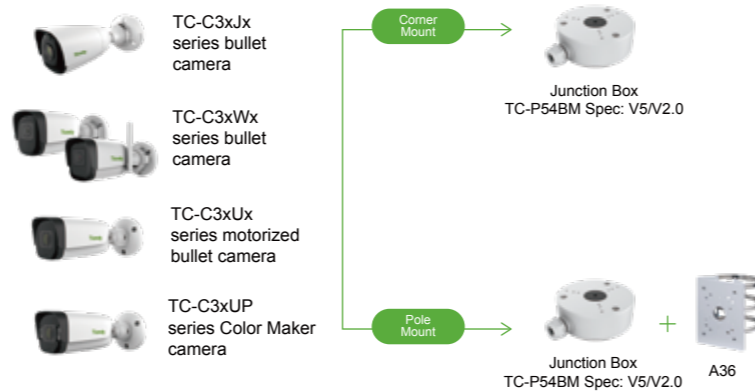 TC-C3xJx
series bullet
camera
TC-C3xWx
series bullet
camera
TC-C3xUx
series motorized
bullet camera
TC-C3xUP
series Color Maker
camera
Corner
Mount
Junction Box
TC-P54BM Spec: V5/V2.0
Pole
Mount
Junction Box
TC-P54BM Spec: V5/V2.0
+
A36